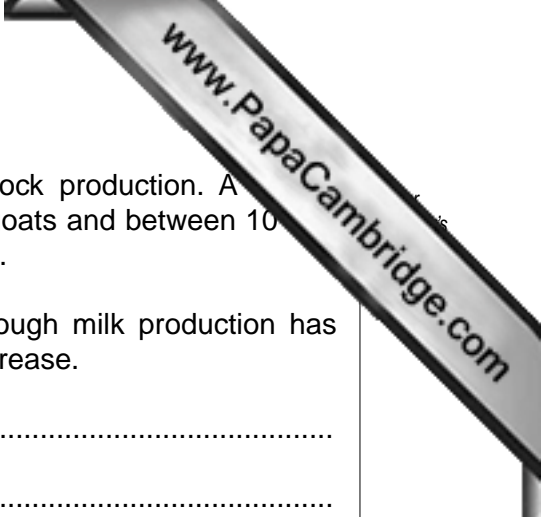 www.PapaCambridge.com
ock production. A
oats and between 10
.
ough milk production has
rease.
..........................................
..........................................